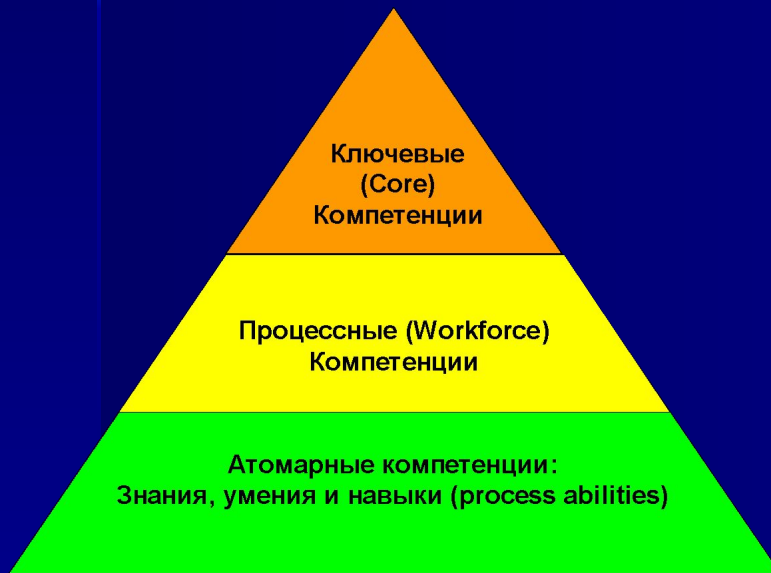 Ключевые
(Core)
Компетенции
Процессные (Workforce)
Компетенции
Атомарные компетенции:
Знания, умения и навыки (process abilities)